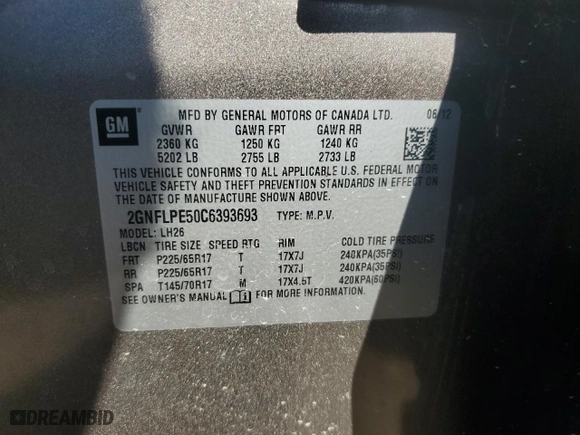 GM
MFD BY GENERAL MOTORS OF CANADA LTD. 06/12
GVWR GAWR FRT GAWR RR
2360 KG 1250 KG 1240 KG
5202 LB 2755 LB 2733 LB
THIS VEHICLE CONFORMS TO ALL APPLICABLE U.S. FEDERAL MOTOR
VEHICLE SAFETY AND THEFT PREVENTION STANDARDS IN EFFECT ON
THE DATE OF MANUFACTURE SHOWN ABOVE.
2GNFLPE50C6393693 TYPE: M.P.V.
MODEL: LH26
LBCN TIRE SIZE SPEED RTG RIM COLD TIRE PRESSURE
FRT P225/65R17 T 17X7J 240KPA(35PSI)
RR P225/65R17 T 17X7J 240KPA(35PSI)
SPA T145/70R17 M 17X4.5T 420KPA(60PSI)
SEE OWNER'S MANUAL FOR MORE INFORMATION.
DREAMBID